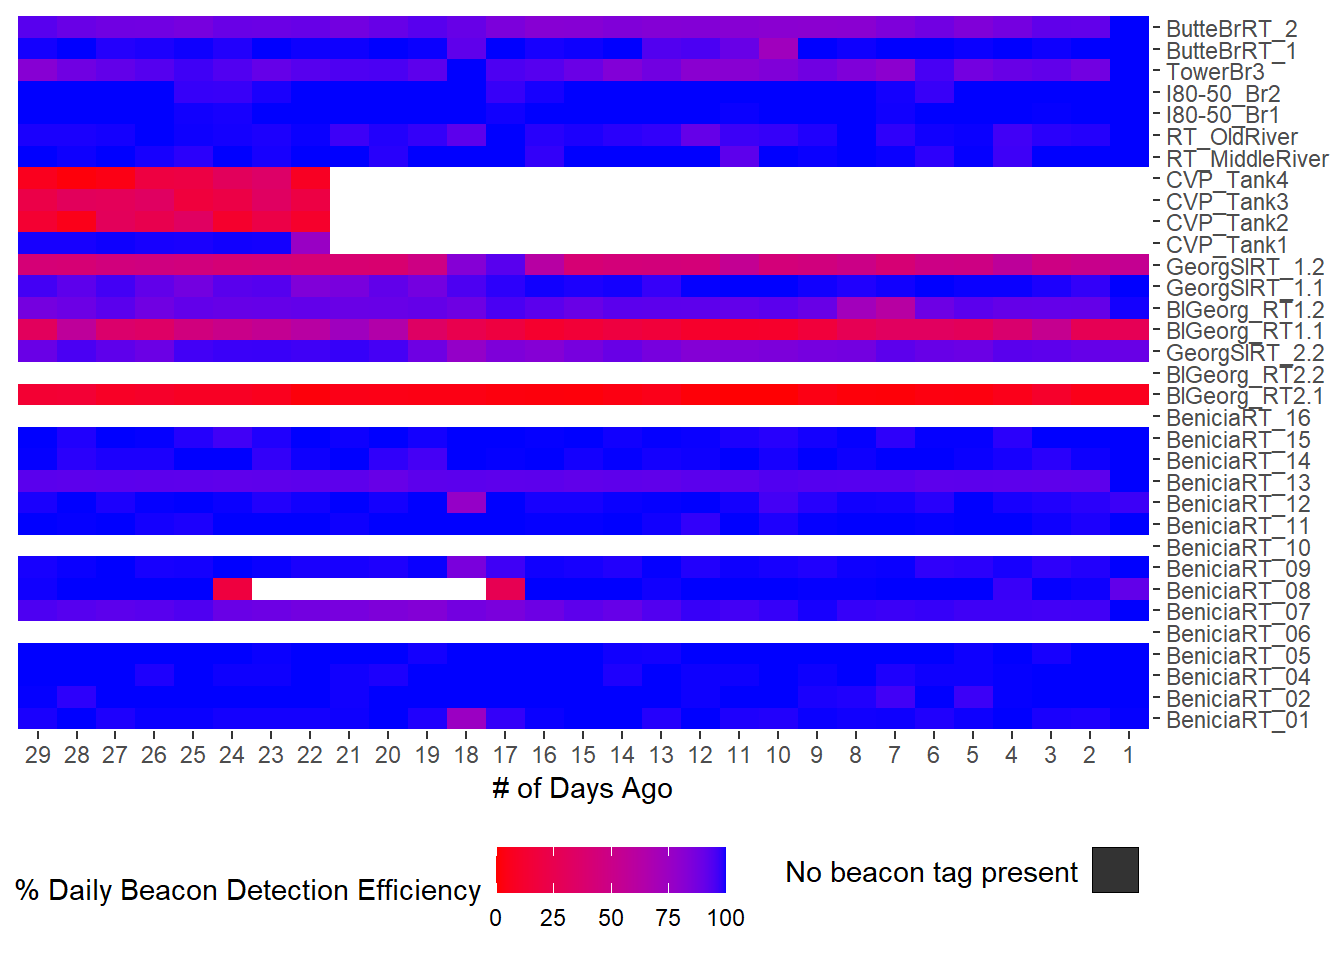 ButteBrRT_2
ButteBrRT_1
TowerBr3
I80-50_Br2
I80-50_Br1
RT_OldRiver
RT_MiddleRiver
CVP_Tank4
CVP_Tank3
CVP_Tank2
CVP_Tank1
GeorgSlRT_1.2
GeorgSlRT_1.1
BlGeorg_RT1.2
BlGeorg_RT1.1
GeorgSlRT_2.2
BlGeorg_RT2.2
BlGeorg_RT2.1
BeniciaRT_16
BeniciaRT_15
BeniciaRT_14
BeniciaRT_13
BeniciaRT_12
BeniciaRT_11
BeniciaRT_10
BeniciaRT_09
BeniciaRT_08
BeniciaRT_07
BeniciaRT_06
BeniciaRT_05
BeniciaRT_04
BeniciaRT_02
BeniciaRT_01
29 28 27 26 25 24 23 22 21 20 19 18 17 16 15 14 13 12 11 10 9 8 7 6 5 4 3 2 1
# of Days Ago
% Daily Beacon Detection Efficiency
0 25 50 75 100
No beacon tag present